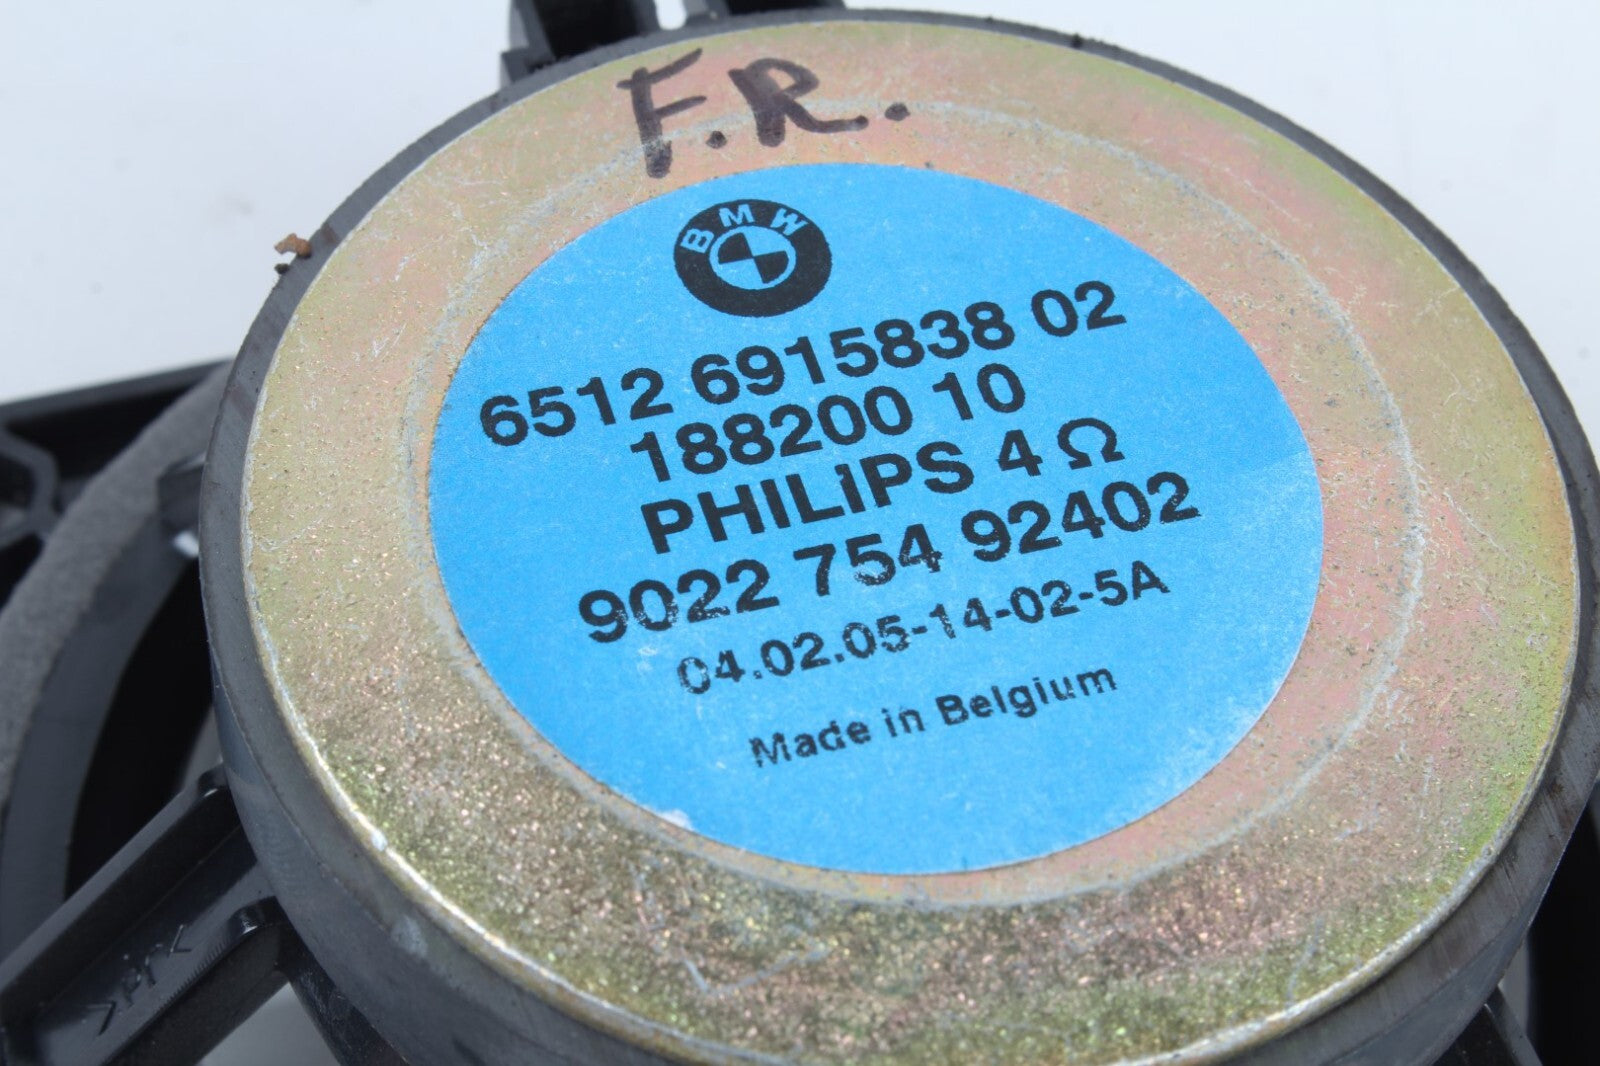 F.R.
BMW
6512 6915838 02
188200 10
PHILIPS 4 Ω
9022 754 92402
04.02.05-14-02-5A
Made in Belgium